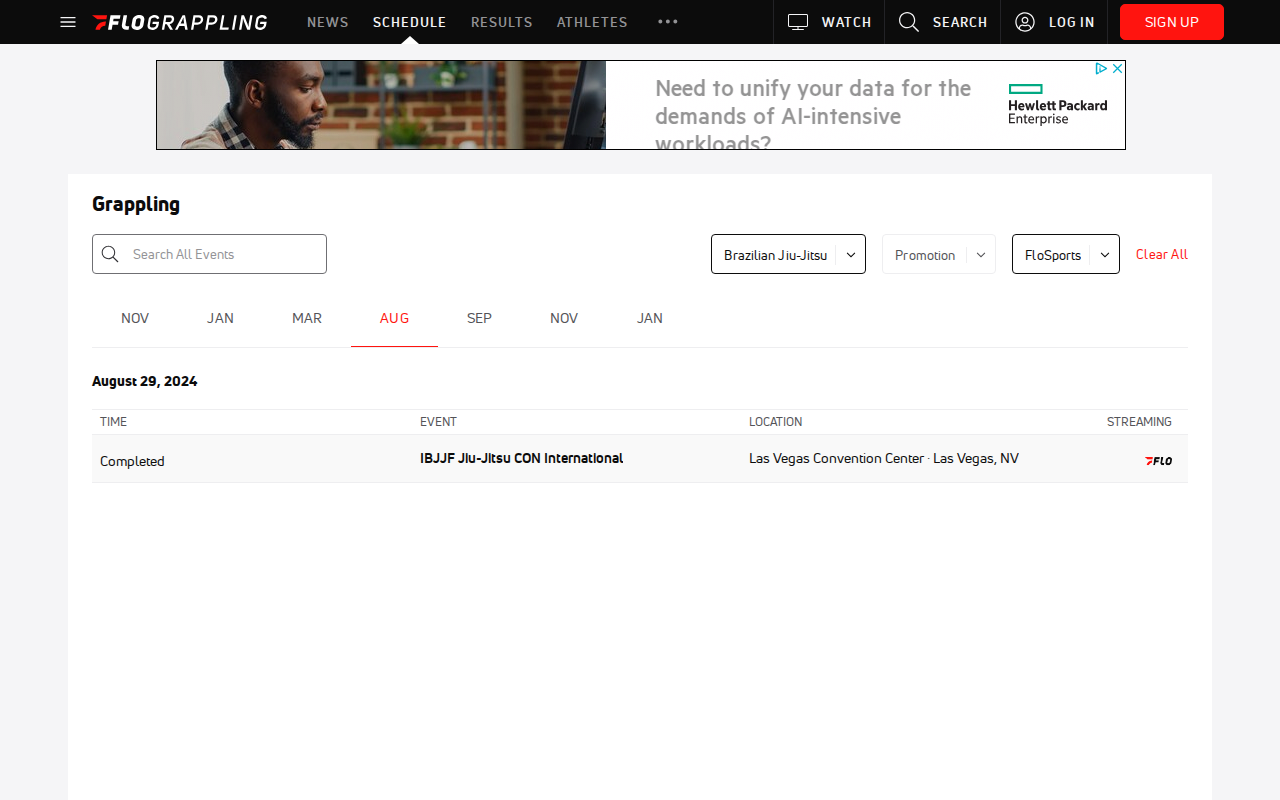 FLOGRAPPLING NEWS SCHEDULE RESULTS ATHLETES WATCH SEARCH LOG IN SIGN UP
Need to unify your data for the
demands of AI-intensive
workloads?
Hewlett Packard
Enterprise
Grappling
Search All Events Brazilian Jiu-Jitsu Promotion FloSports Clear All
NOV JAN MAR AUG SEP NOV JAN
August 29, 2024
TIME EVENT LOCATION STREAMING
Completed IBJJF Jiu-Jitsu CON International Las Vegas Convention Center · Las Vegas, NV FLO